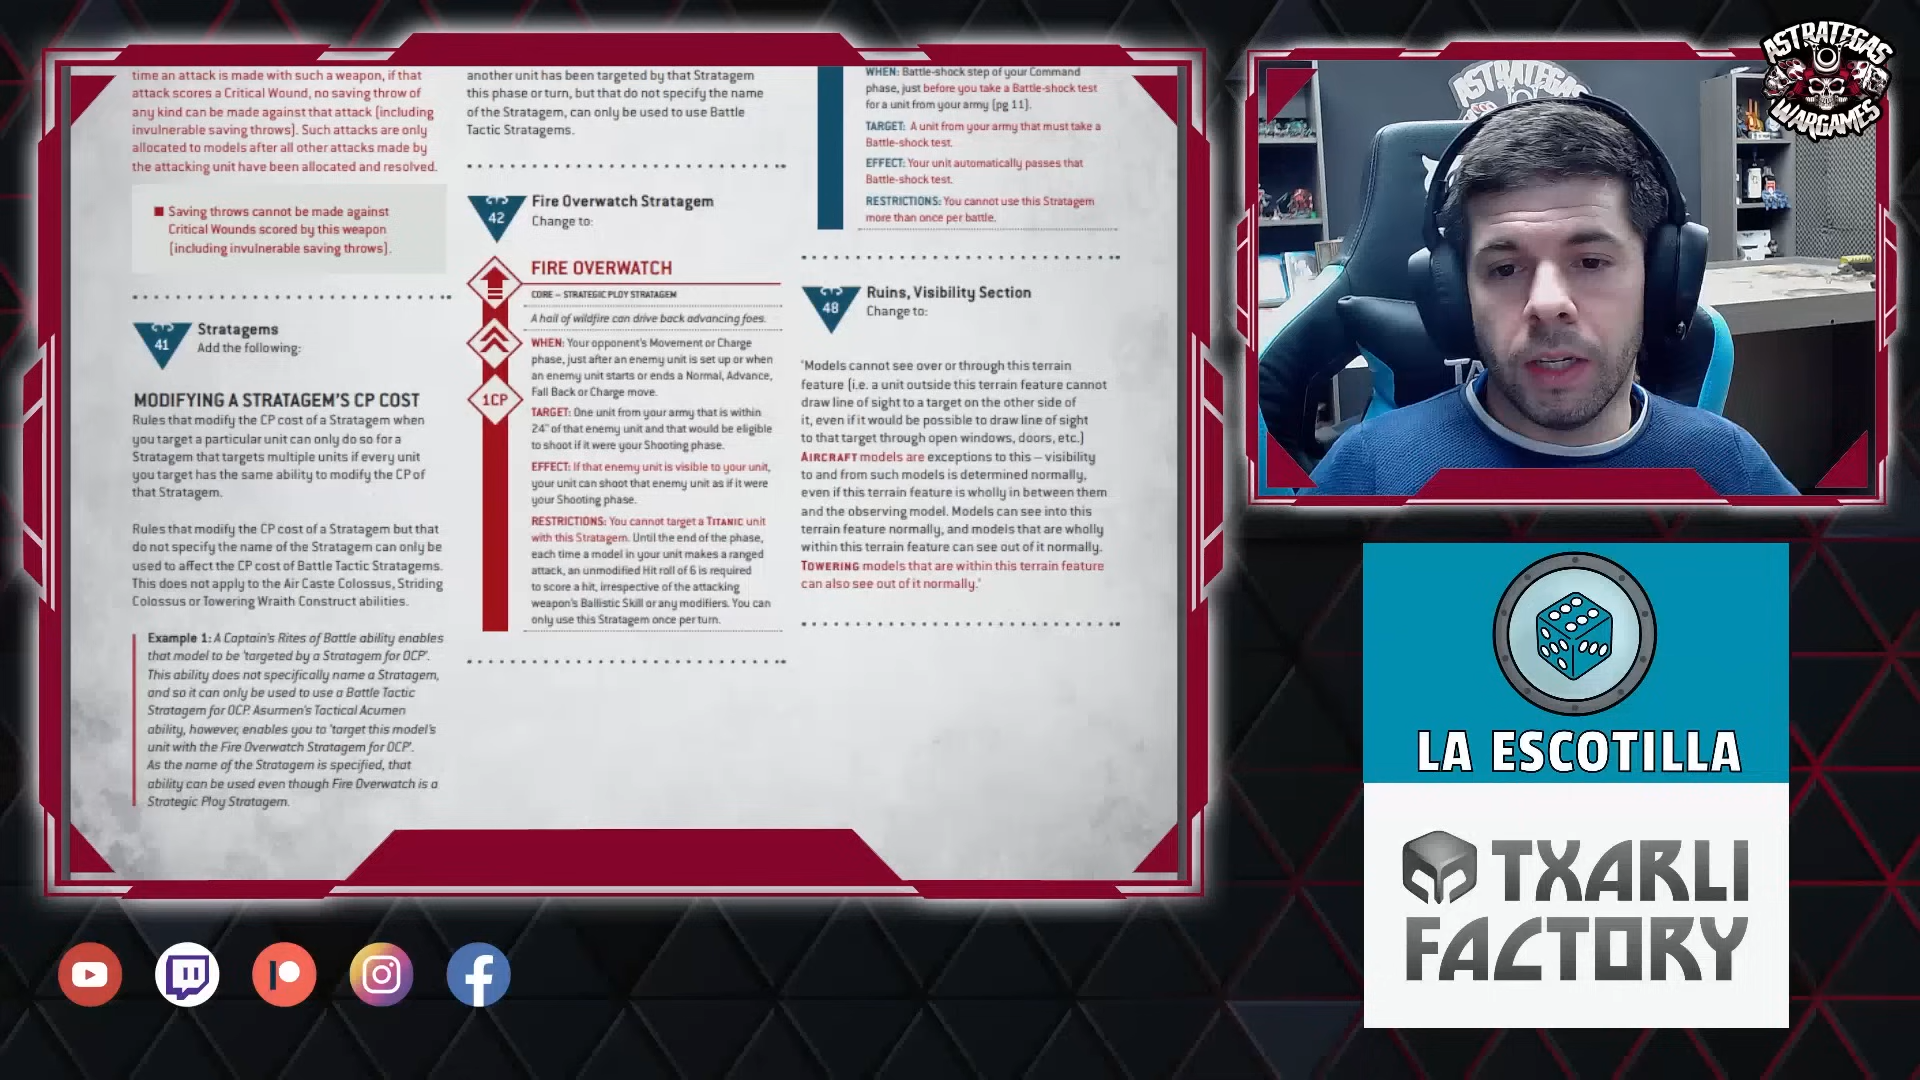 time an attack is made with such a weapon, if that
attack scores a Critical Wound, no saving throw of
any kind can be made against that attack (including
invulnerable saving throws). Such attacks are only
allocated to models after all other attacks made by
the attacking unit have been allocated and resolved.
■ Saving throws cannot be made against
Critical Wounds scored by this weapon
(including invulnerable saving throws).
41
Stratagems
Add the following:
MODIFYING A STRATAGEM'S CP COST
Rules that modify the CP cost of a Stratagem when
you target a particular unit can only do so for a
Stratagem that targets multiple units if every unit
you target has the same ability to modify the CP of
that Stratagem.
Rules that modify the CP cost of a Stratagem but that
do not specify the name of the Stratagem can only be
used to affect the CP cost of Battle Tactic Stratagems.
This does not apply to the Air Caste Colossus, Striding
Colossus or Towering Wraith Construct abilities.
Example 1: A Captain's Rites of Battle ability enables
that model to be 'targeted by a Stratagem for 0CP'.
This ability does not specifically name a Stratagem,
and so it can only be used to use a Battle Tactic
Stratagem for 0CP. Asurmen's Tactical Acumen
ability, however, enables you to 'target this model's
unit with the Fire Overwatch Stratagem for 0CP'.
As the name of the Stratagem is specified, that
ability can be used even though Fire Overwatch is a
Strategic Ploy Stratagem.
another unit has been targeted by that Stratagem
this phase or turn, but that do not specify the name
of the Stratagem, can only be used to use Battle
Tactic Stratagems.
42
Fire Overwatch Stratagem
Change to:
1CP
FIRE OVERWATCH
CORE – STRATEGIC PLOY STRATAGEM
A hail of wildfire can drive back advancing foes.
WHEN: Your opponent's Movement or Charge
phase, just after an enemy unit is set up or when
an enemy unit starts or ends a Normal, Advance,
Fall Back or Charge move.
TARGET: One unit from your army that is within
24" of that enemy unit and that would be eligible
to shoot if it were your Shooting phase.
EFFECT: If that enemy unit is visible to your unit,
your unit can shoot that enemy unit as if it were
your Shooting phase.
RESTRICTIONS: You cannot target a TITANIC unit
with this Stratagem. Until the end of the phase,
each time a model in your unit makes a ranged
attack, an unmodified Hit roll of 6 is required
to score a hit, irrespective of the attacking
weapon's Ballistic Skill or any modifiers. You can
only use this Stratagem once per turn.
WHEN: Battle-shock step of your Command
phase, just before you take a Battle-shock test
for a unit from your army (pg 11).
TARGET: A unit from your army that must take a
Battle-shock test.
EFFECT: Your unit automatically passes that
Battle-shock test.
RESTRICTIONS: You cannot use this Stratagem
more than once per battle.
48
Ruins, Visibility Section
Change to:
'Models cannot see over or through this terrain
feature (i.e. a unit outside this terrain feature cannot
draw line of sight to a target on the other side of
it, even if it would be possible to draw line of sight
to that target through open windows, doors, etc.)
AIRCRAFT models are exceptions to this – visibility
to and from such models is determined normally,
even if this terrain feature is wholly in between them
and the observing model. Models can see into this
terrain feature normally, and models that are wholly
within this terrain feature can see out of it normally.
TOWERING models that are within this terrain feature
can also see out of it normally.'
ASTRATEGAS
WARGAMES
LA ESCOTILLA
TXARLI
FACTORY